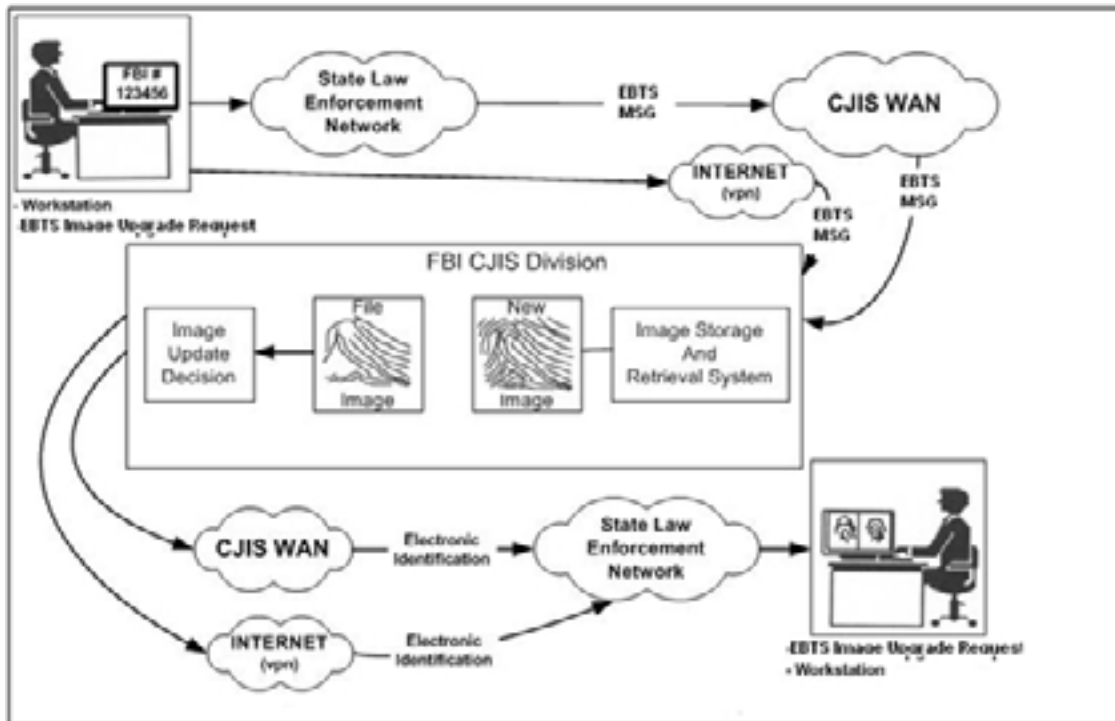 FBI #
123456
State Law
Enforcement
Network
EBTS
MSG
CJIS WAN
INTERNET
(vpn)
EBTS
MSG
EBTS
MSG
- Workstation
-EBTS Image Upgrade Request
FBI CJIS Division
Image
Update
Decision
File
Image
New
Image
Image Storage
And
Retrieval System
CJIS WAN
Electronic
Identification
State Law
Enforcement
Network
INTERNET
(vpn)
Electronic
Identification
-EBTS Image Upgrade Request
- Workstation